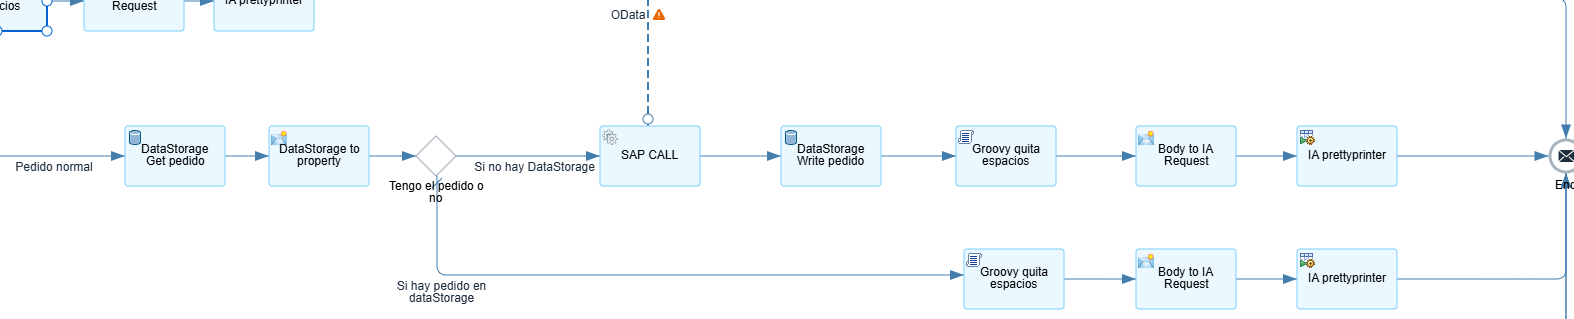 cios
Request
IA prettyprinter
OData
Pedido normal
DataStorage
Get pedido
DataStorage to
property
Tengo el pedido o
no
Si no hay DataStorage
SAP CALL
DataStorage
Write pedido
Groovy quita
espacios
Body to IA
Request
IA prettyprinter
End
Si hay pedido en
dataStorage
Groovy quita
espacios
Body to IA
Request
IA prettyprinter